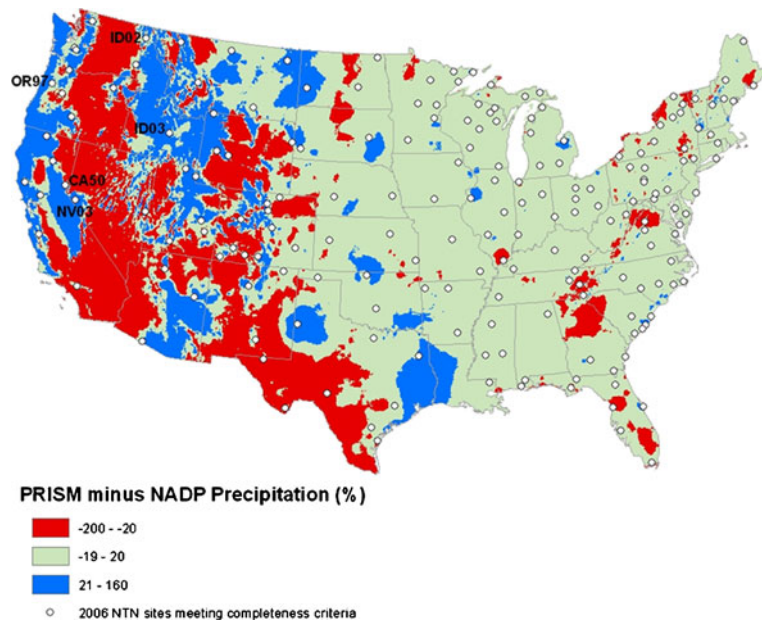 ID02
OR97
ID03
CA50
NV03
PRISM minus NADP Precipitation (%)
-200 - -20
-19 - 20
21 - 160
2006 NTN sites meeting completeness criteria